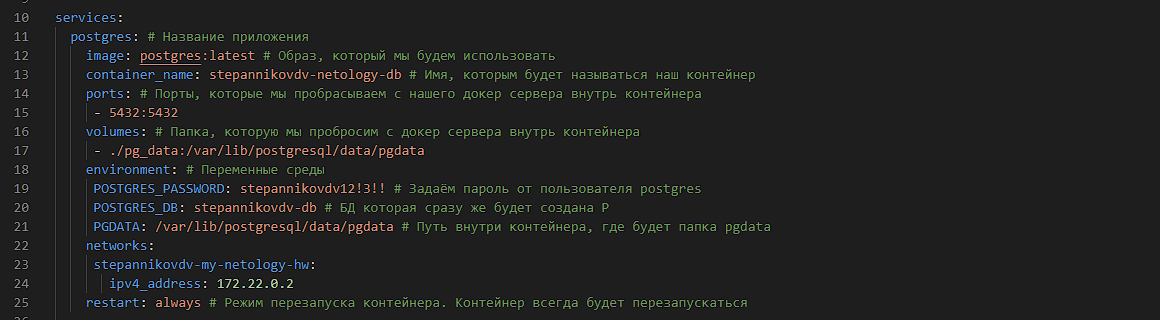 10 services:
11 postgres: # Название приложения
12 image: postgres:latest # Образ, который мы будем использовать
13 container_name: stepannikovdv-netology-db # Имя, которым будет называться наш контейнер
14 ports: # Порты, которые мы пробрасываем с нашего докер сервера внутрь контейнера
15 - 5432:5432
16 volumes: # Папка, которую мы пробросим с докер сервера внутрь контейнера
17 - ./pg_data:/var/lib/postgresql/data/pgdata
18 environment: # Переменные среды
19 POSTGRES_PASSWORD: stepannikovdv12!3!! # Задаём пароль от пользователя postgres
20 POSTGRES_DB: stepannikovdv-db # БД которая сразу же будет создана Р
21 PGDATA: /var/lib/postgresql/data/pgdata # Путь внутри контейнера, где будет папка pgdata
22 networks:
23 stepannikovdv-my-netology-hw:
24 ipv4_address: 172.22.0.2
25 restart: always # Режим перезапуска контейнера. Контейнер всегда будет перезапускаться